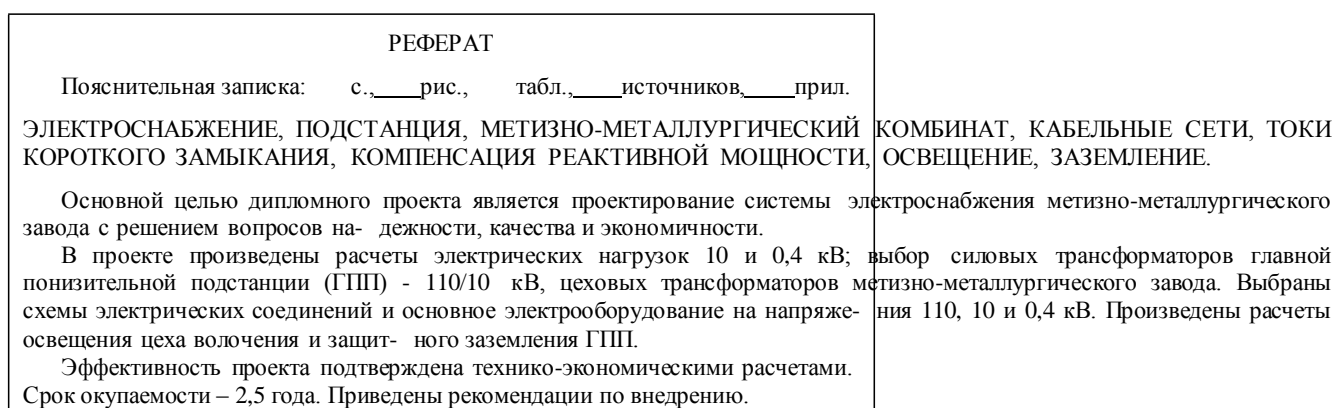 РЕФЕРАТ
Пояснительная записка: с.,____рис., табл.,____источников,____прил.
ЭЛЕКТРОСНАБЖЕНИЕ, ПОДСТАНЦИЯ, МЕТИЗНО-МЕТАЛЛУРГИЧЕСКИЙ КОМБИНАТ, КАБЕЛЬНЫЕ СЕТИ, ТОКИ
КОРОТКОГО ЗАМЫКАНИЯ, КОМПЕНСАЦИЯ РЕАКТИВНОЙ МОЩНОСТИ, ОСВЕЩЕНИЕ, ЗАЗЕМЛЕНИЕ.
Основной целью дипломного проекта является проектирование системы электроснабжения метизно-металлургического
завода с решением вопросов на- дежности, качества и экономичности.
В проекте произведены расчеты электрических нагрузок 10 и 0,4 кВ; выбор силовых трансформаторов главной
понизительной подстанции (ГПП) - 110/10 кВ, цеховых трансформаторов метизно-металлургического завода. Выбраны
схемы электрических соединений и основное электрооборудование на напряже- ния 110, 10 и 0,4 кВ. Произведены расчеты
освещения цеха волочения и защит- ного заземления ГПП.
Эффективность проекта подтверждена технико-экономическими расчетами.
Срок окупаемости – 2,5 года. Приведены рекомендации по внедрению.